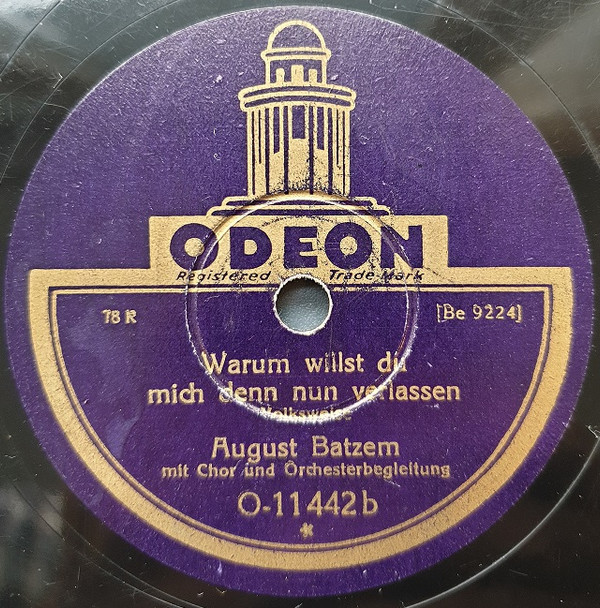 ODEON
Registered Trade Mark
78 R
[Be 9224]
Warum willst du
mich denn nun verlassen
Volksweise
August Batzem
mit Chor und Orchesterbegleitung
O-11442b